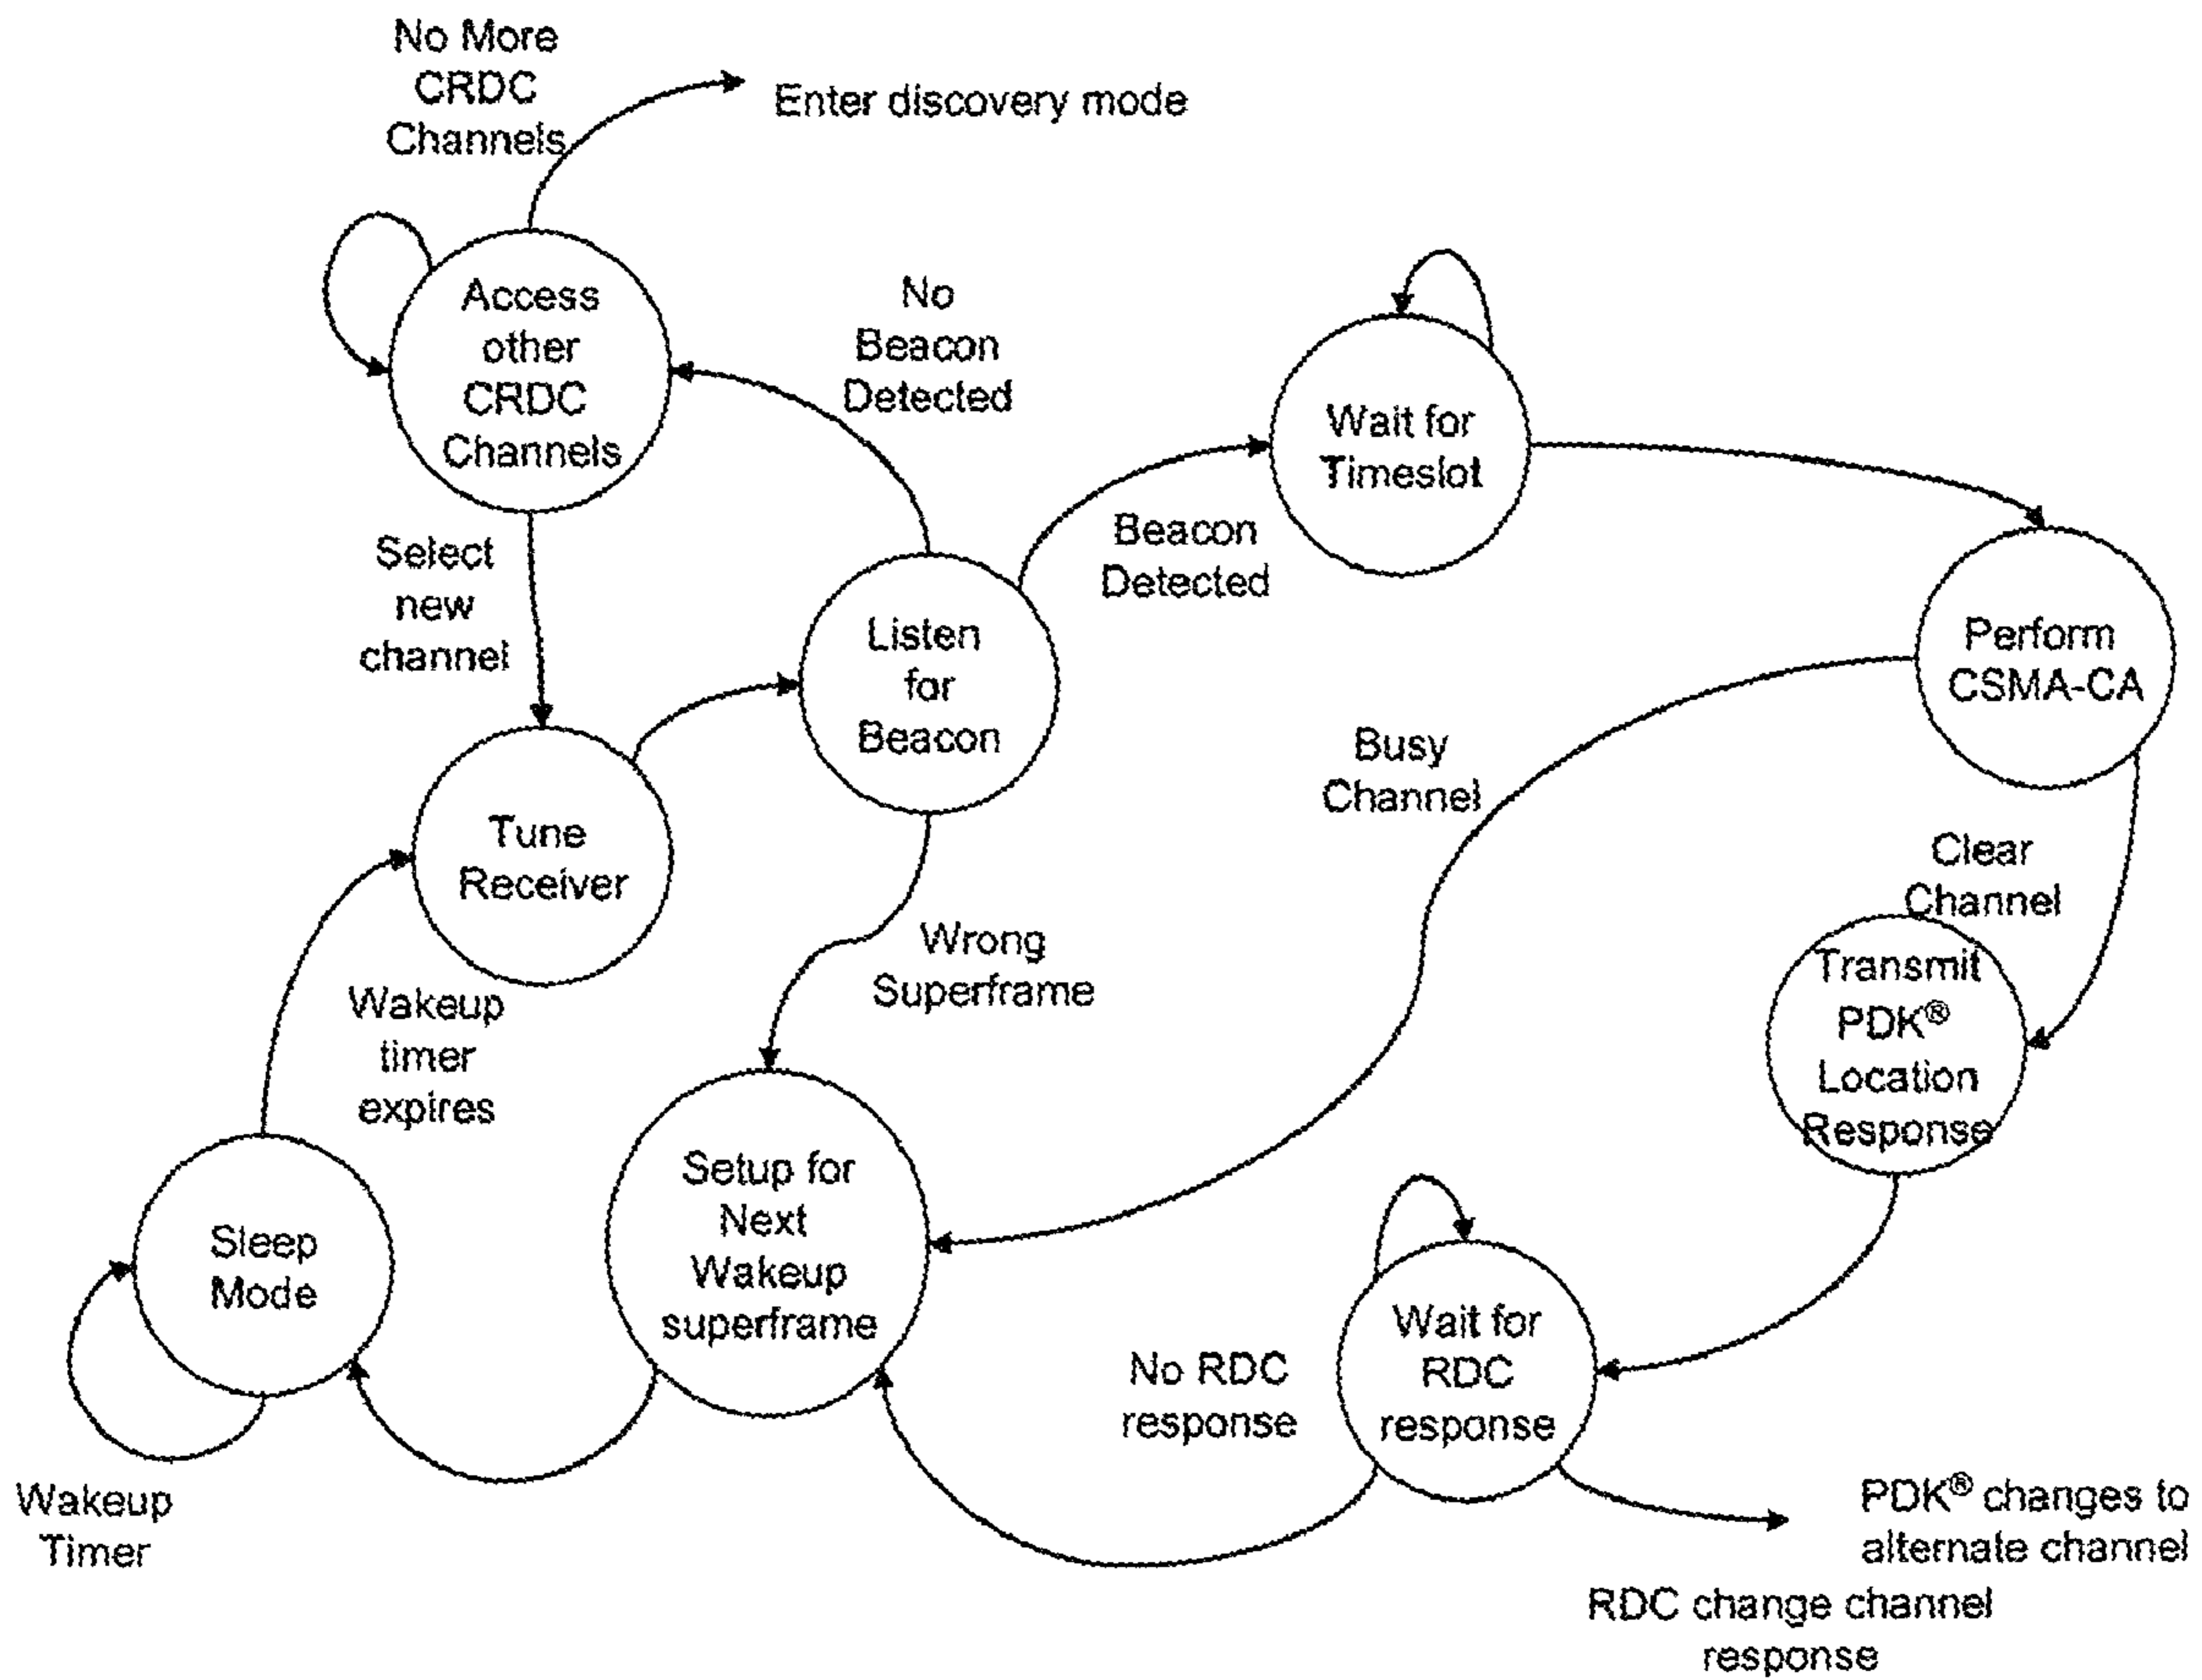 No More
CRDC
Channels
Enter discovery mode
Access
other
CRDC
Channels
No
Beacon
Detected
Wait for
Timeslot
Select
new
channel
Beacon
Detected
Listen
for
Beacon
Perform
CSMA-CA
Busy
Channel
Tune
Receiver
Clear
Channel
Wrong
Superframe
Transmit
PDK®
Location
Response
Wakeup
timer
expires
Setup for
Next
Wakeup
superframe
Sleep
Mode
Wait for
RDC
response
No RDC
response
Wakeup
Timer
PDK® changes to
alternate channel
RDC change channel
response